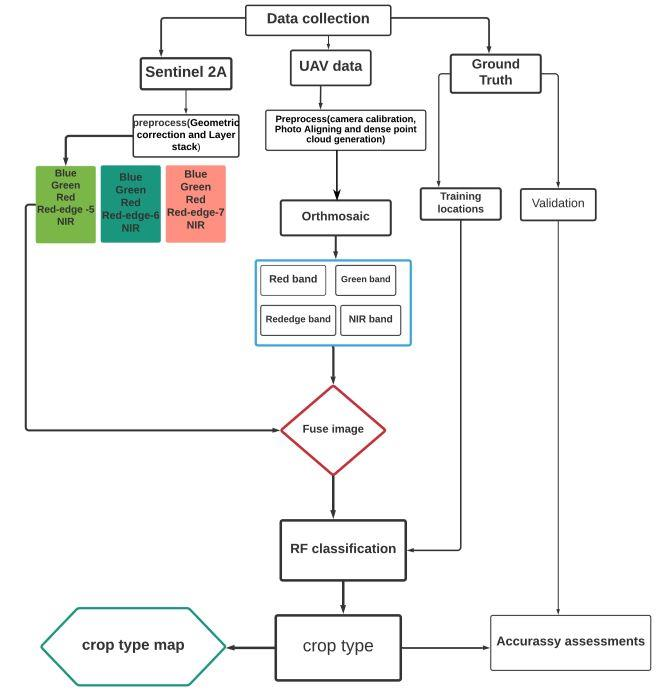 Data collection
Sentinel 2A
UAV data
Ground
Truth
preprocess(Geometric
correction and Layer
stack)
Preprocess(camera calibration,
Photo Aligning and dense point
cloud generation)
Blue
Green
Red
Red-edge -5
NIR
Blue
Green
Red
Red-edge-6
NIR
Blue
Green
Red
Red-edge-7
NIR
Orthmosaic
Training
locations
Validation
Red band
Green band
Rededge band
NIR band
Fuse image
RF classification
crop type map
crop type
Accurassy assessments